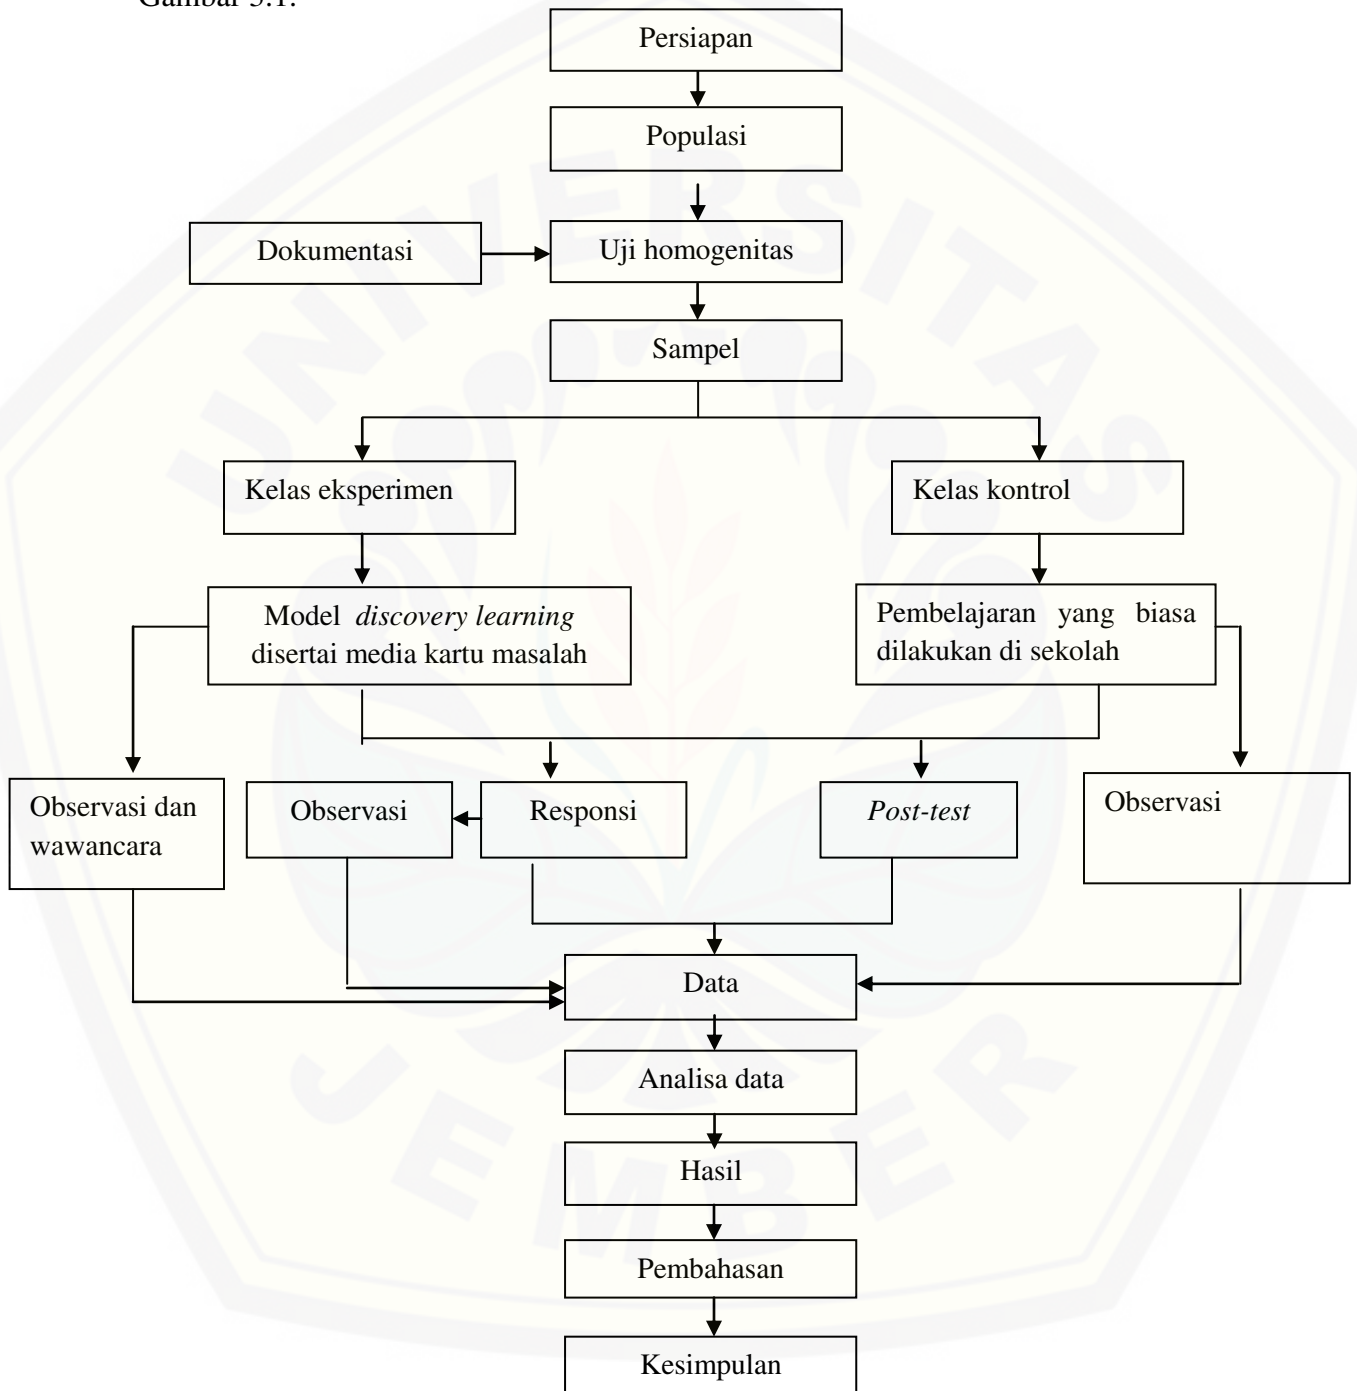 Gambar 3.1.
Persiapan
Populasi
Dokumentasi
Uji homogenitas
Sampel
Kelas eksperimen
Kelas kontrol
Model discovery learning
disertai media kartu masalah
Pembelajaran yang biasa
dilakukan di sekolah
Observasi dan
wawancara
Observasi
Responsi
Post-test
Observasi
Data
Analisa data
Hasil
Pembahasan
Kesimpulan
UNIVERSITAS
JEMBER